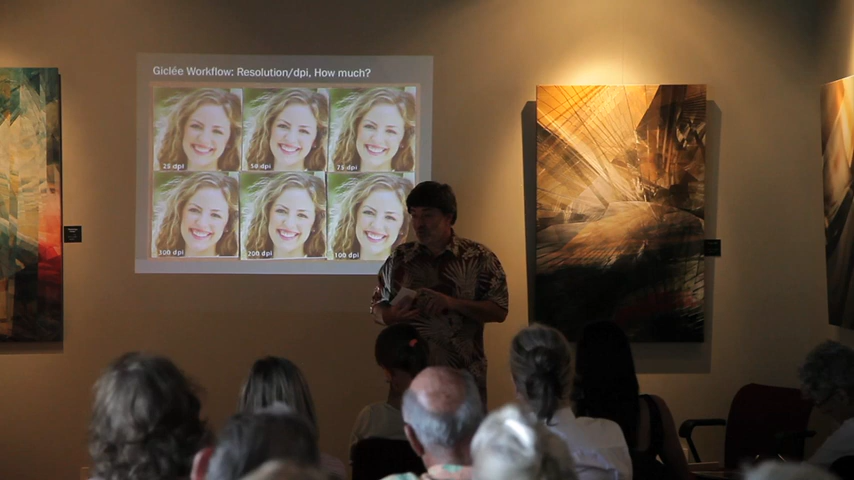 Giclée Workflow: Resolution/dpi, How much?
25 dpi
50 dpi
75 dpi
300 dpi
200 dpi
100 dpi